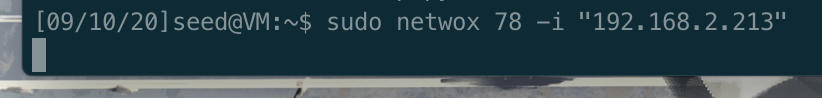 [09/10/20]seed@VM:~$ sudo netwox 78 -i "192.168.2.213"